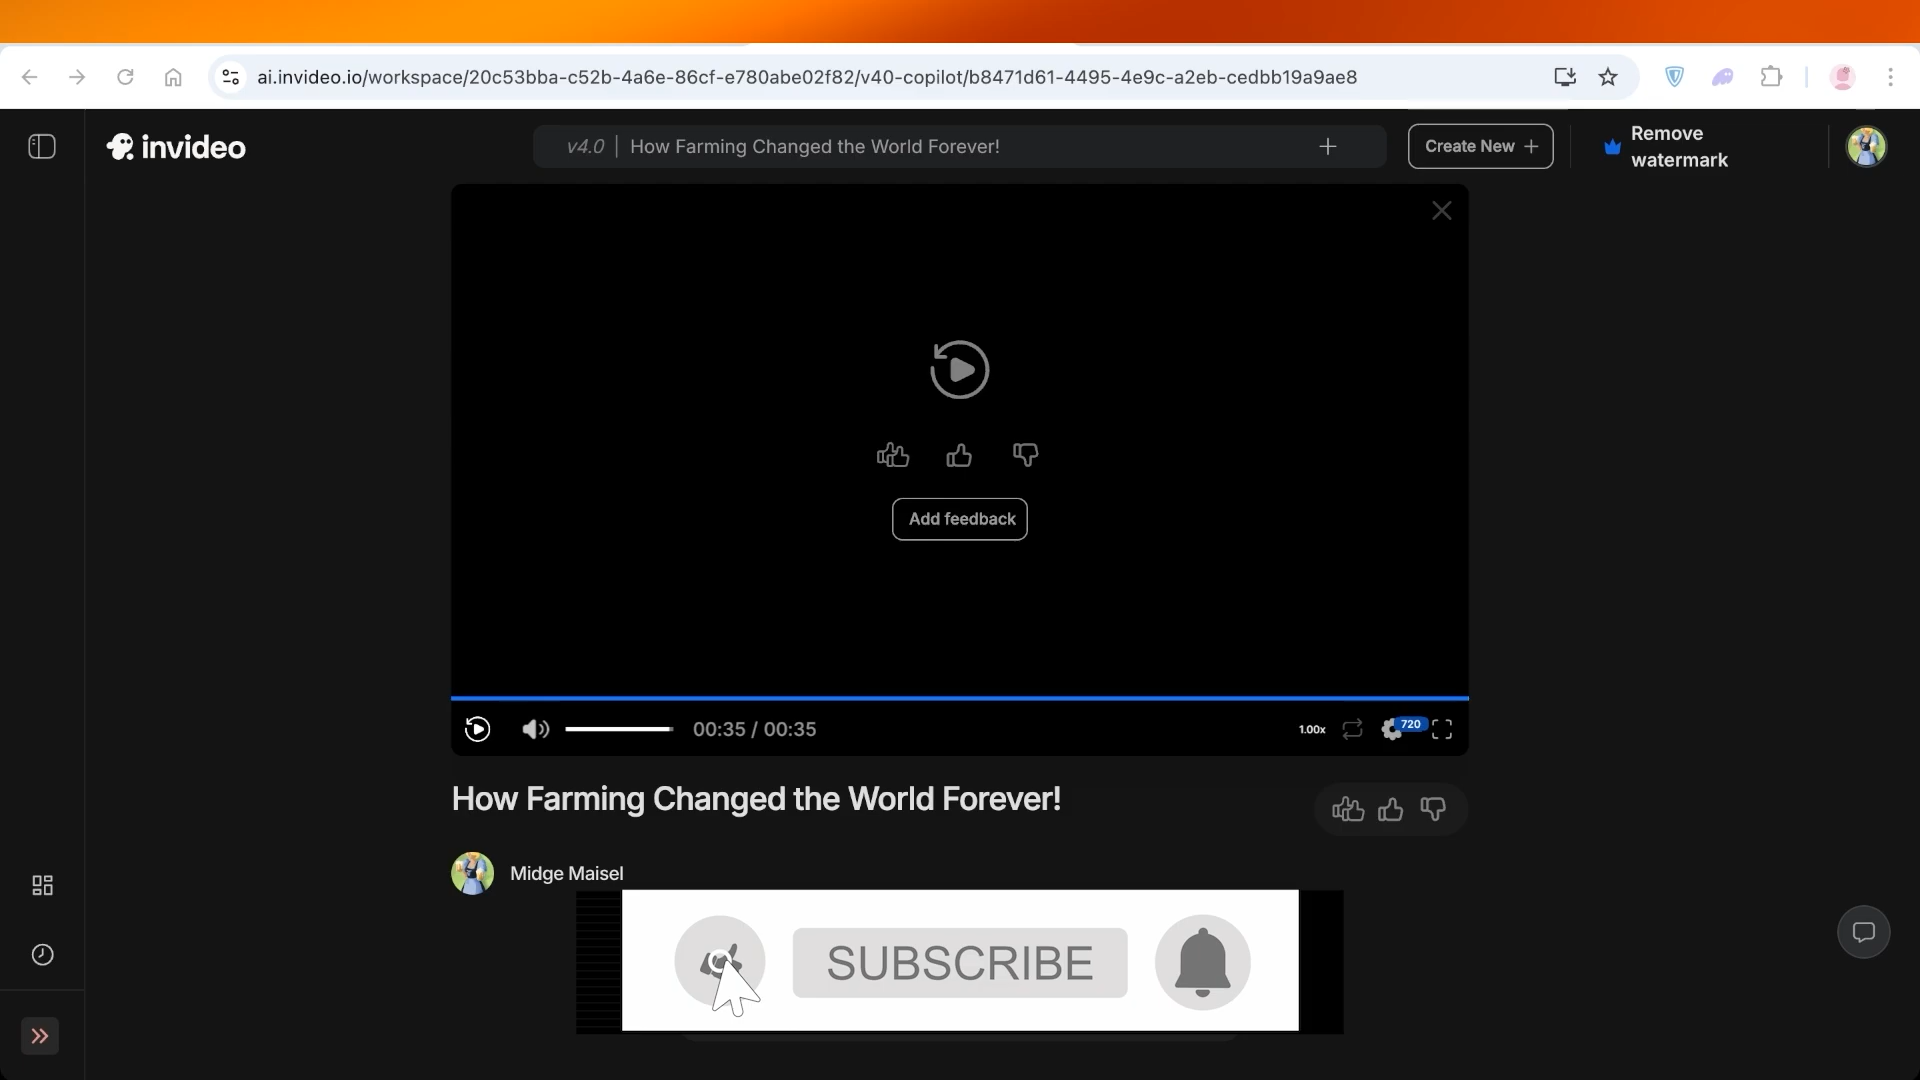 ai.invideo.io/workspace/20c53bba-c52b-4a6e-86cf-e780abe02f82/v40-copilot/b8471d61-4495-4e9c-a2eb-cedbb19a9ae8
invideo
v4.0 | How Farming Changed the World Forever!
Create New +
Remove
watermark
Add feedback
00:35 / 00:35
1.00x
720
How Farming Changed the World Forever!
Midge Maisel
SUBSCRIBE